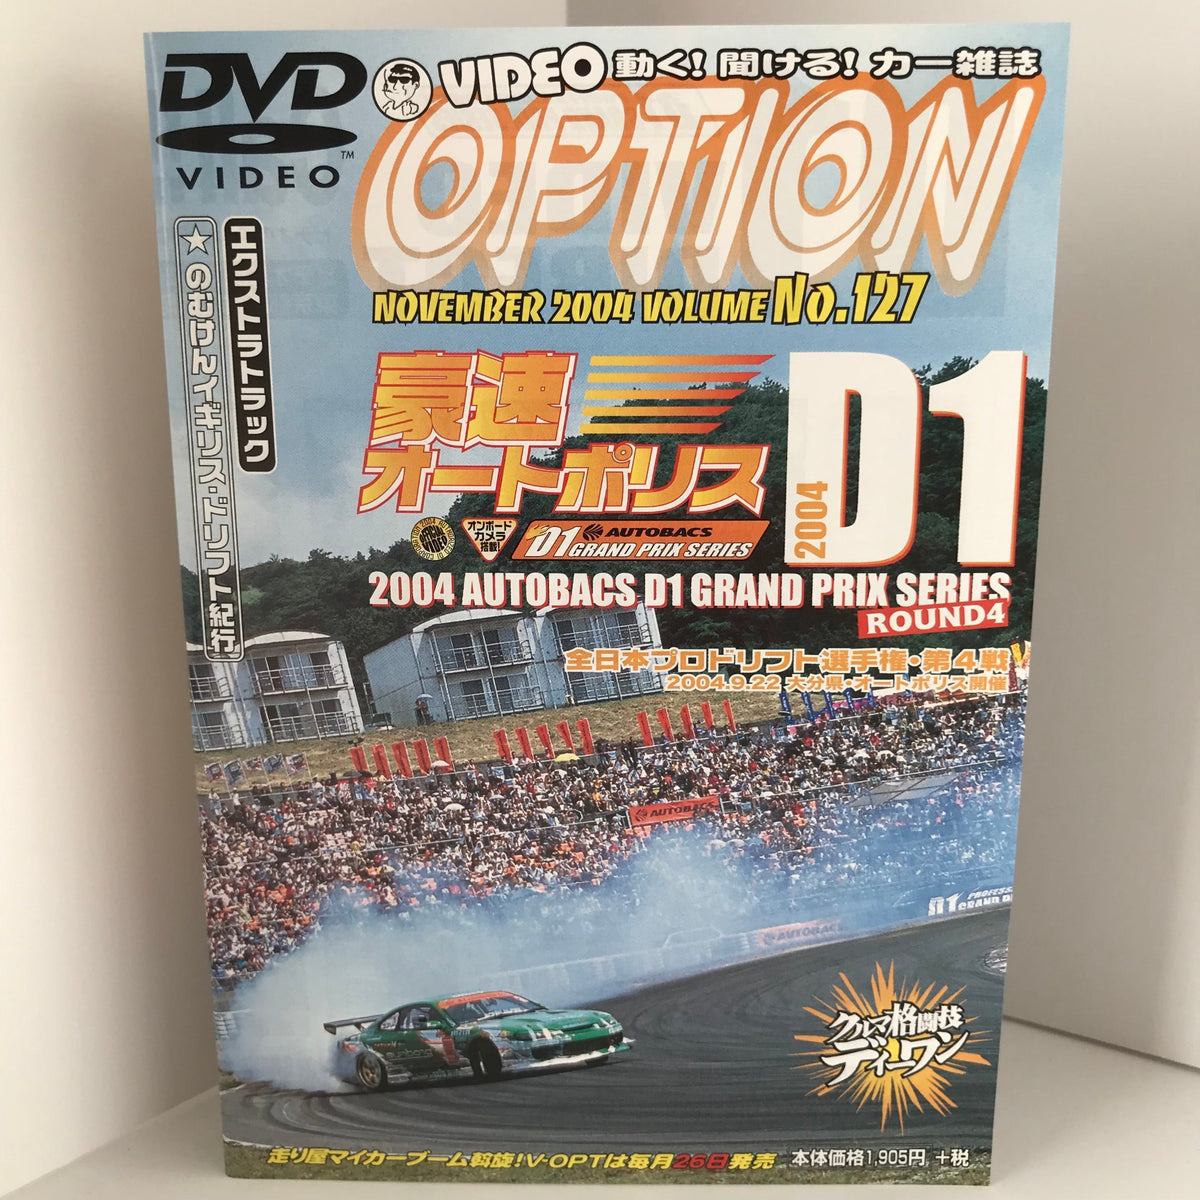 DVD
VIDEO
TM
VIDEO
動く!聞ける!カー雑誌
OPTION
NOVEMBER 2004 VOLUME No.127
エクストラトラック
★のむけんイギリス・ドリフト紀行
豪速
オートポリス
D1
2004
オンボード
カメラ
搭載!
AUTOBACS
D1 GRAND PRIX SERIES
2004 AUTOBACS D1 GRAND PRIX SERIES
ROUND4
全日本プロドリフト選手権・第4戦
2004.9.22 大分県・オートポリス開催
AUTOBACS
AUTOBACS
D1 GRAND
クルマ格闘技
ディーワン
走り屋マイカーブーム斡旋!V-OPTは毎月26日発売
本体価格1,905円 +税